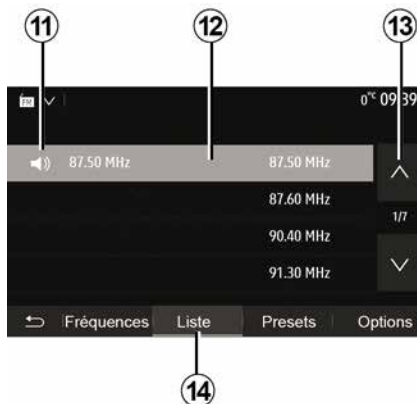 11 12 13
FM 0°C 09:39
87.50 MHz 87.50 MHz
87.60 MHz
1/7
90.40 MHz
91.30 MHz
Fréquences Liste Presets Options
14